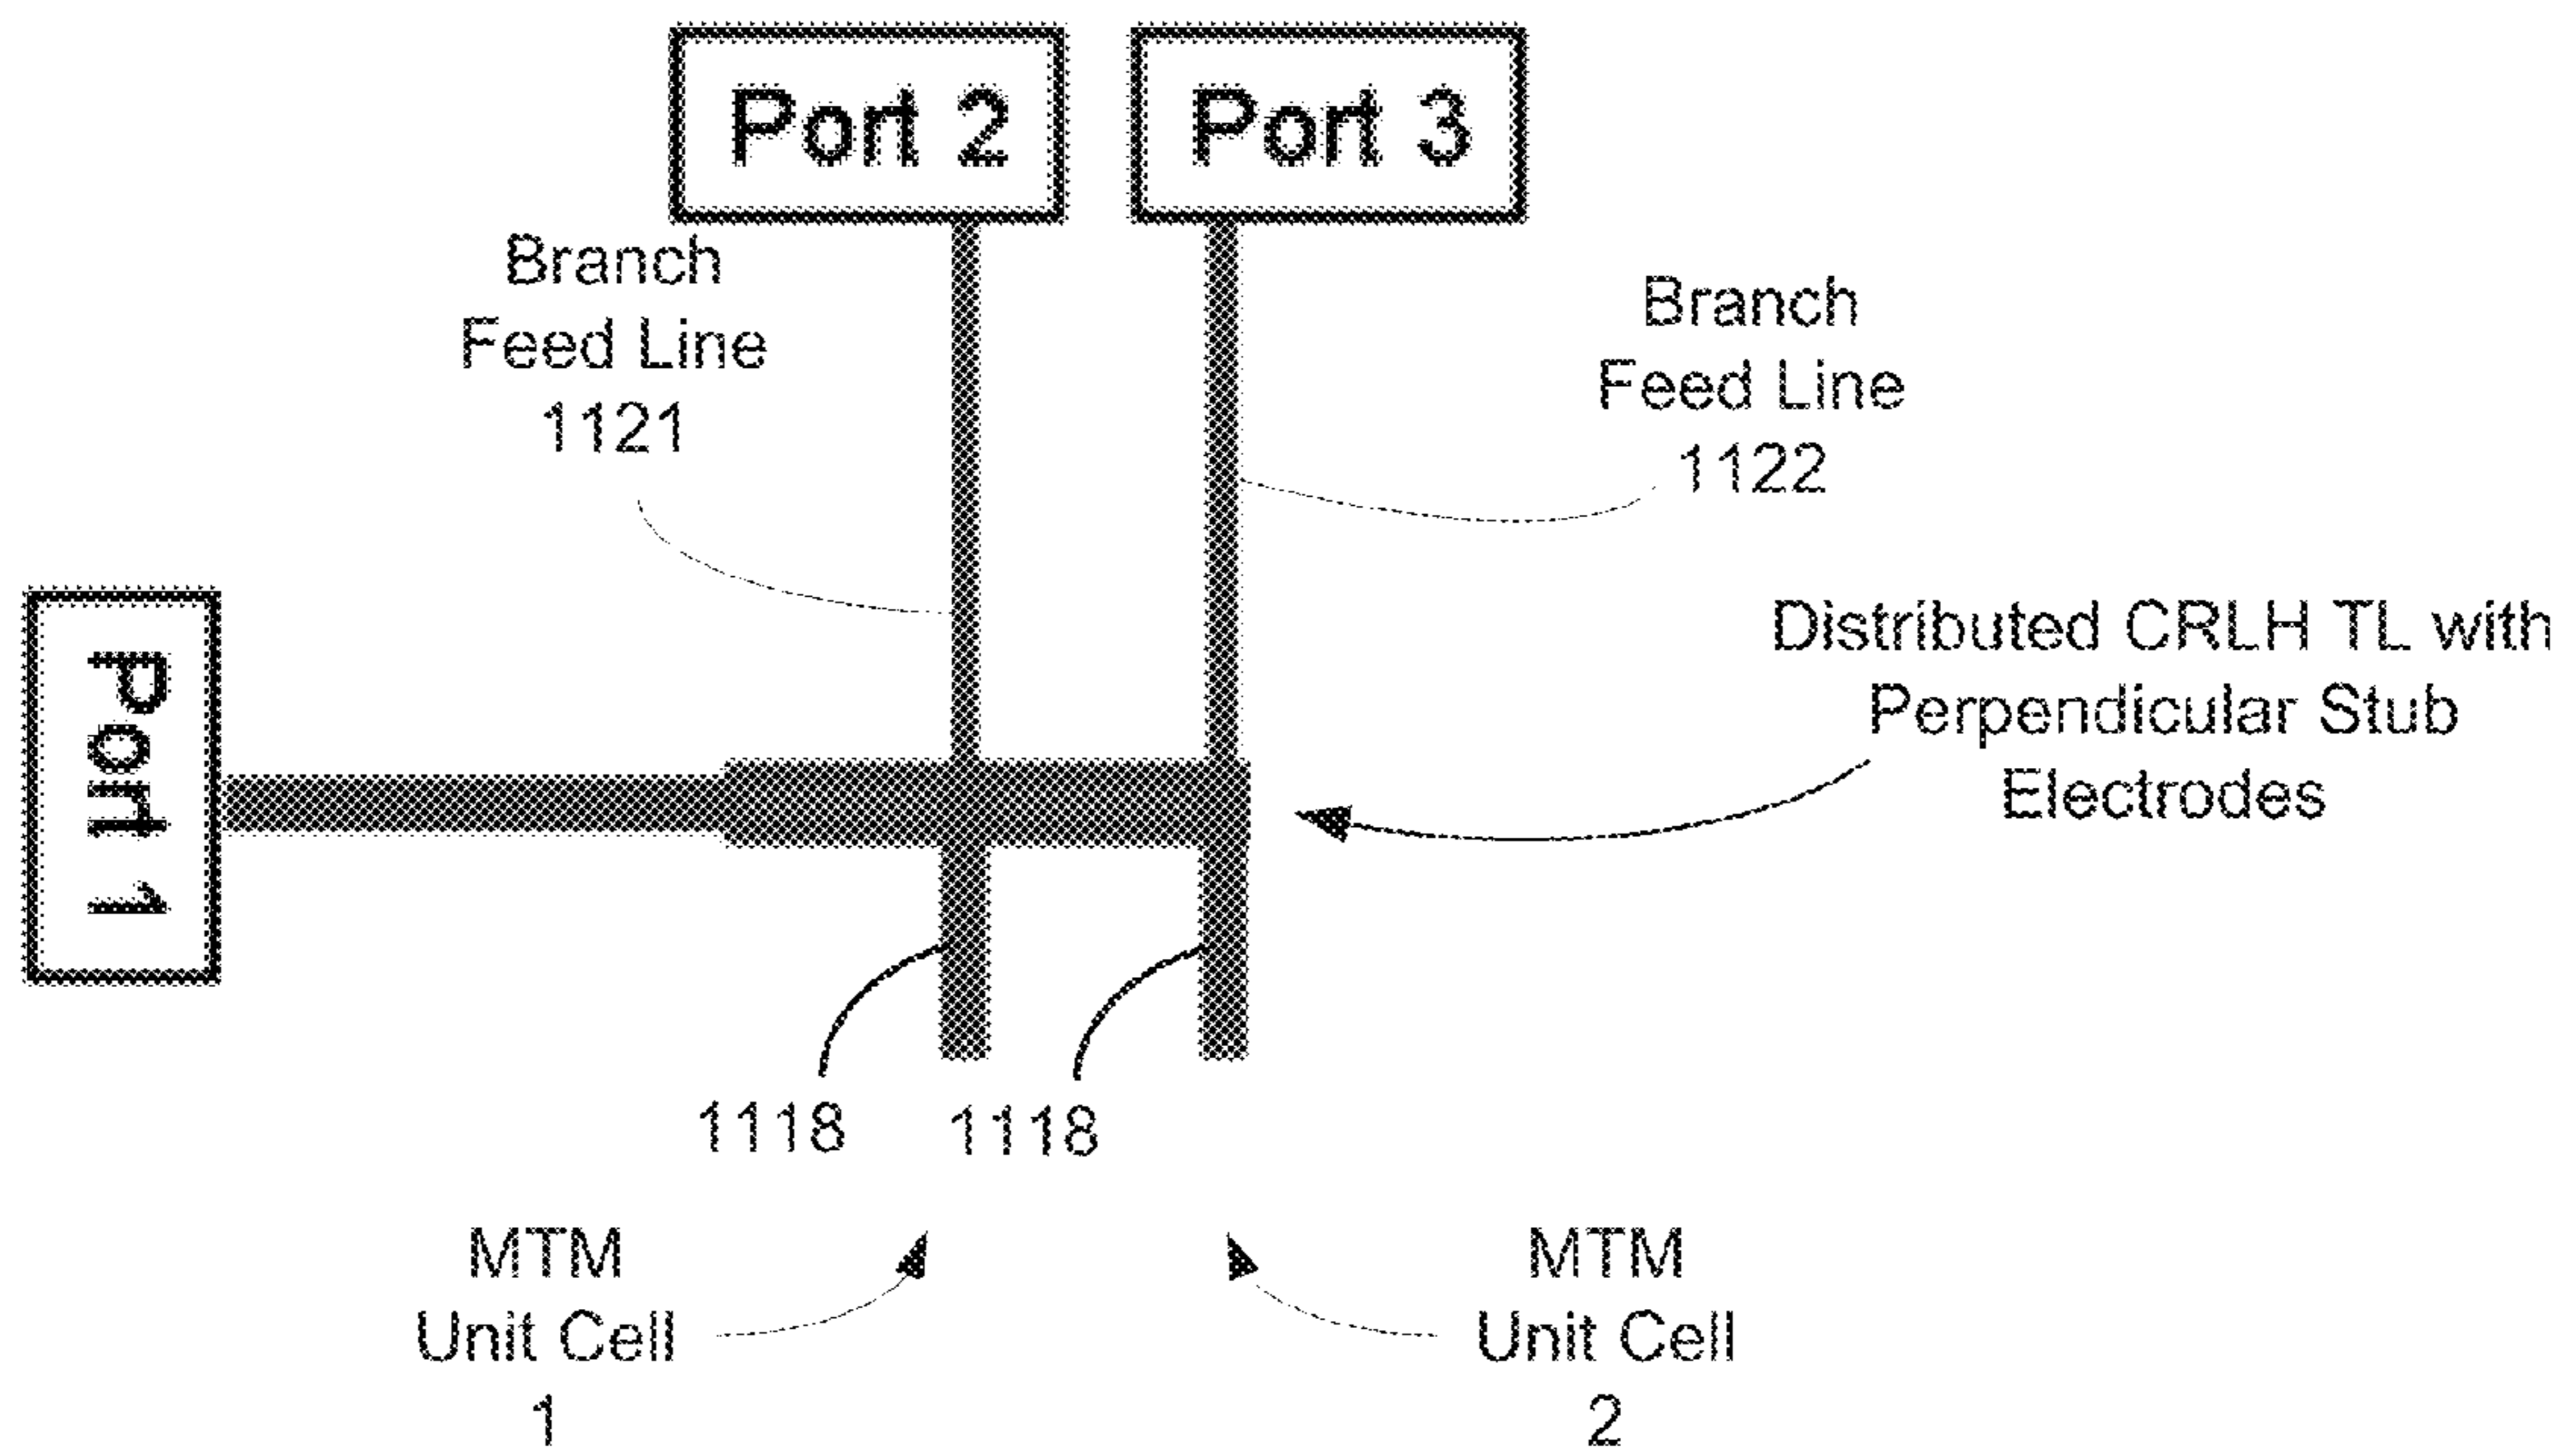 Port 2
Port 3
Branch
Feed Line
1121
Branch
Feed Line
1122
Port 1
Distributed CRLH TL with
Perpendicular Stub
Electrodes
1118
1118
MTM
Unit Cell
1
MTM
Unit Cell
2